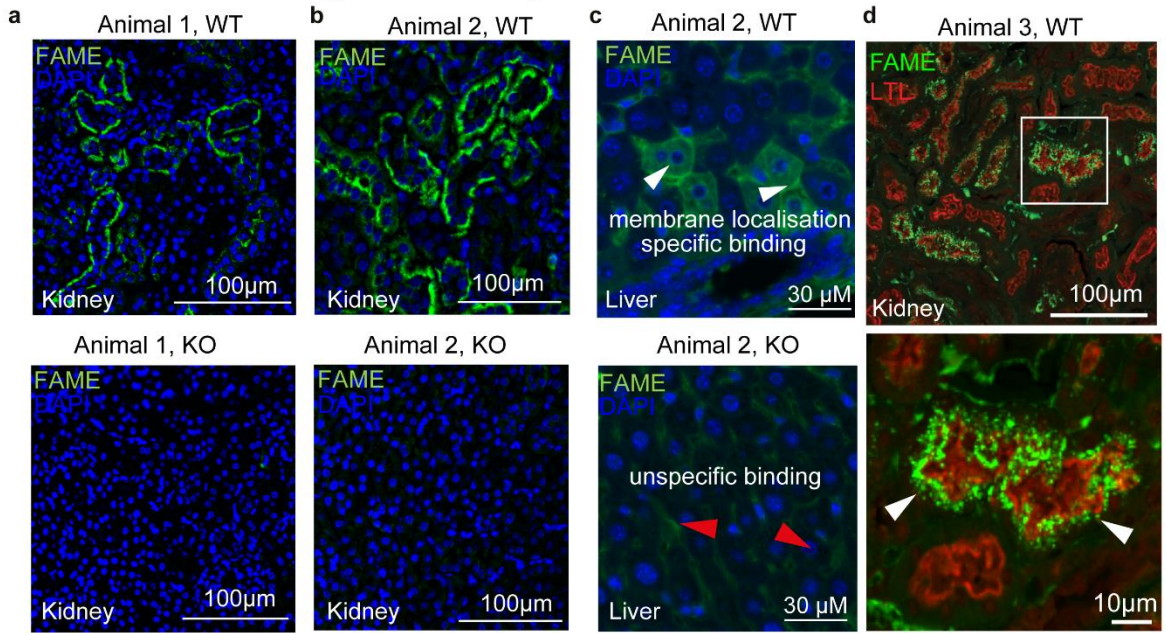 a
Animal 1, WT
FAME
DAPI
Kidney
100µm
b
Animal 2, WT
FAME
DAPI
Kidney
100µm
c
Animal 2, WT
FAME
DAPI
membrane localisation
specific binding
Liver
30 µM
d
Animal 3, WT
FAME
LTL
Kidney
100µm
Animal 1, KO
FAME
DAPI
Kidney
100µm
Animal 2, KO
FAME
DAPI
Kidney
100µm
Animal 2, KO
FAME
DAPI
unspecific binding
Liver
30 µM
10µm